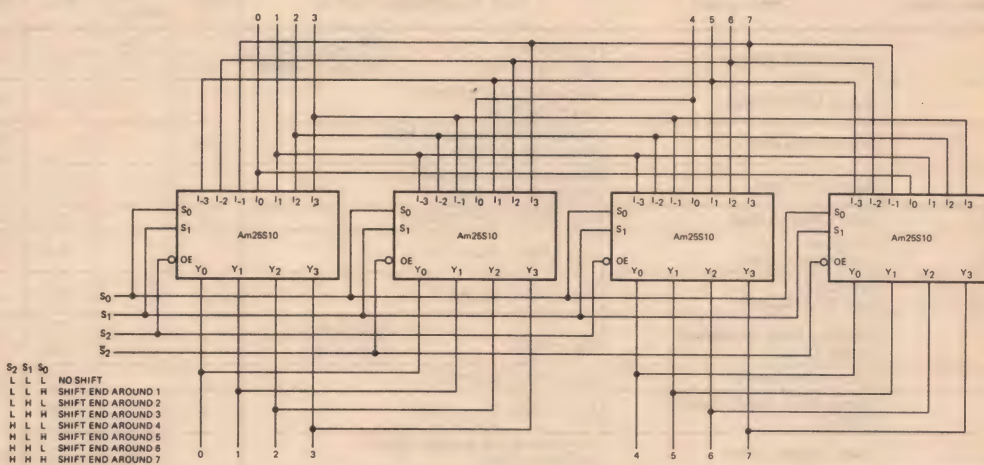 0 1 2 3 4 5 6 7
I-3 I-2 I-1 I0 I1 I2 I3
I-3 I-2 I-1 I0 I1 I2 I3
I-3 I-2 I-1 I0 I1 I2 I3
I-3 I-2 I-1 I0 I1 I2 I3
S0 S0 S0 S0
S1 S1 S1 S1
Am25S10 Am25S10 Am25S10 Am25S10
OE OE OE OE
Y0 Y1 Y2 Y3
Y0 Y1 Y2 Y3
Y0 Y1 Y2 Y3
Y0 Y1 Y2 Y3
S0
S1
S2
S̅2
S2 S1 S0
L L L NO SHIFT
L L H SHIFT END AROUND 1
L H L SHIFT END AROUND 2
L H H SHIFT END AROUND 3
H L L SHIFT END AROUND 4
H L H SHIFT END AROUND 5
H H L SHIFT END AROUND 6
H H H SHIFT END AROUND 7
0 1 2 3 4 5 6 7